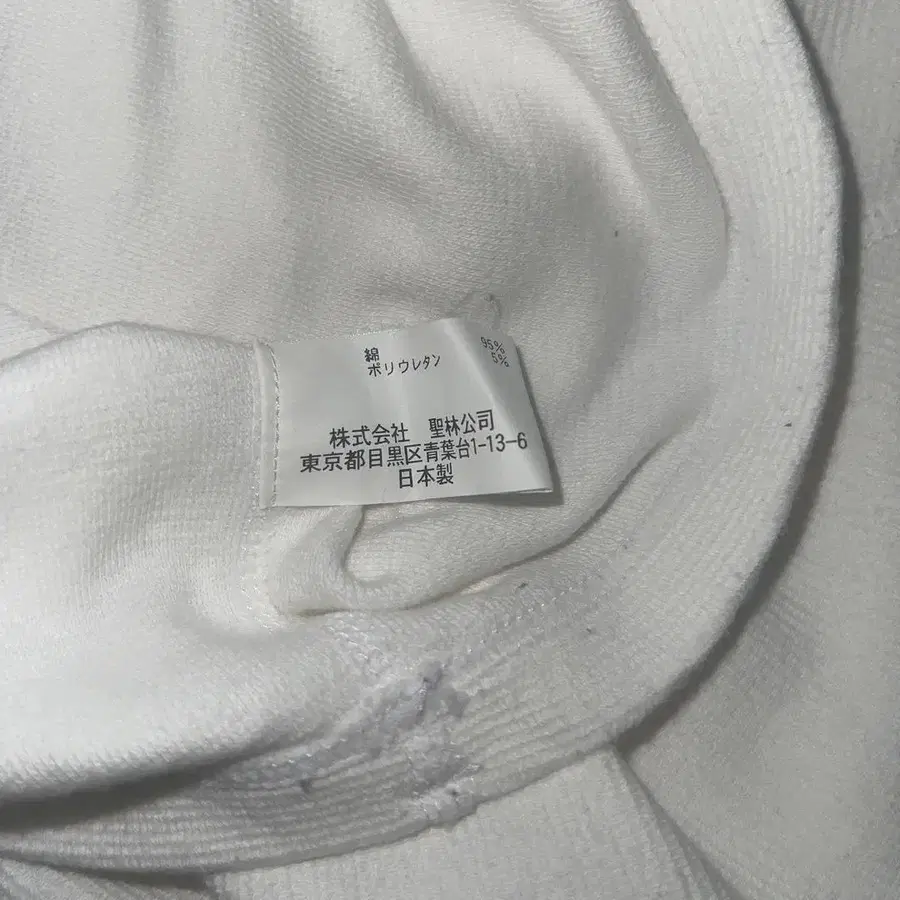 綿 95%
ポリウレタン 5%
株式会社 聖林公司
東京都目黒区青葉台1-13-6
日本製